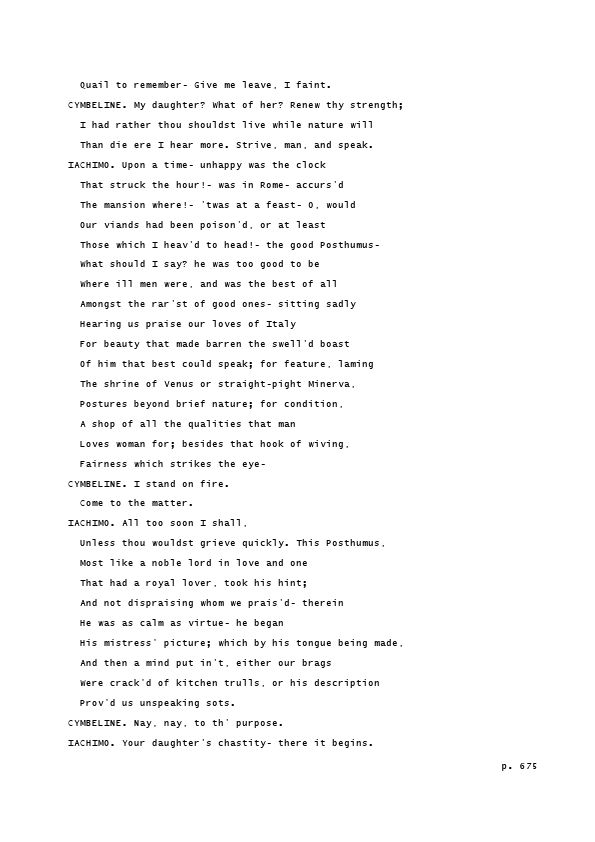 Quail to remember- Give me leave, I faint.
CYMBELINE. My daughter? What of her? Renew thy strength;
I had rather thou shouldst live while nature will
Than die ere I hear more. Strive, man, and speak.
IACHIMO. Upon a time- unhappy was the clock
That struck the hour!- was in Rome- accurs'd
The mansion where!- 'twas at a feast- O, would
Our viands had been poison'd, or at least
Those which I heav'd to head!- the good Posthumus-
What should I say? he was too good to be
Where ill men were, and was the best of all
Amongst the rar'st of good ones- sitting sadly
Hearing us praise our loves of Italy
For beauty that made barren the swell'd boast
Of him that best could speak; for feature, laming
The shrine of Venus or straight-pight Minerva,
Postures beyond brief nature; for condition,
A shop of all the qualities that man
Loves woman for; besides that hook of wiving,
Fairness which strikes the eye-
CYMBELINE. I stand on fire.
Come to the matter.
IACHIMO. All too soon I shall,
Unless thou wouldst grieve quickly. This Posthumus,
Most like a noble lord in love and one
That had a royal lover, took his hint;
And not dispraising whom we prais'd- therein
He was as calm as virtue- he began
His mistress' picture; which by his tongue being made,
And then a mind put in't, either our brags
Were crack'd of kitchen trulls, or his description
Prov'd us unspeaking sots.
CYMBELINE. Nay, nay, to th' purpose.
IACHIMO. Your daughter's chastity- there it begins.
p. 675